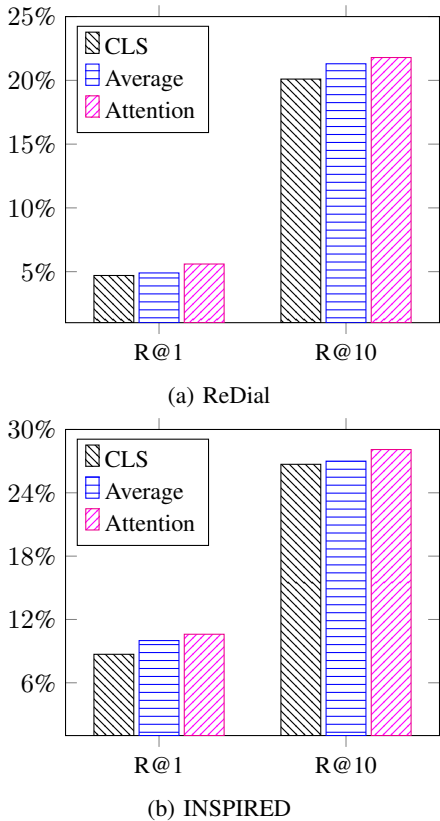 25%
20%
15%
10%
5%
CLS
Average
Attention
R@1 R@10
(a) ReDial
30%
24%
18%
12%
6%
CLS
Average
Attention
R@1 R@10
(b) INSPIRED